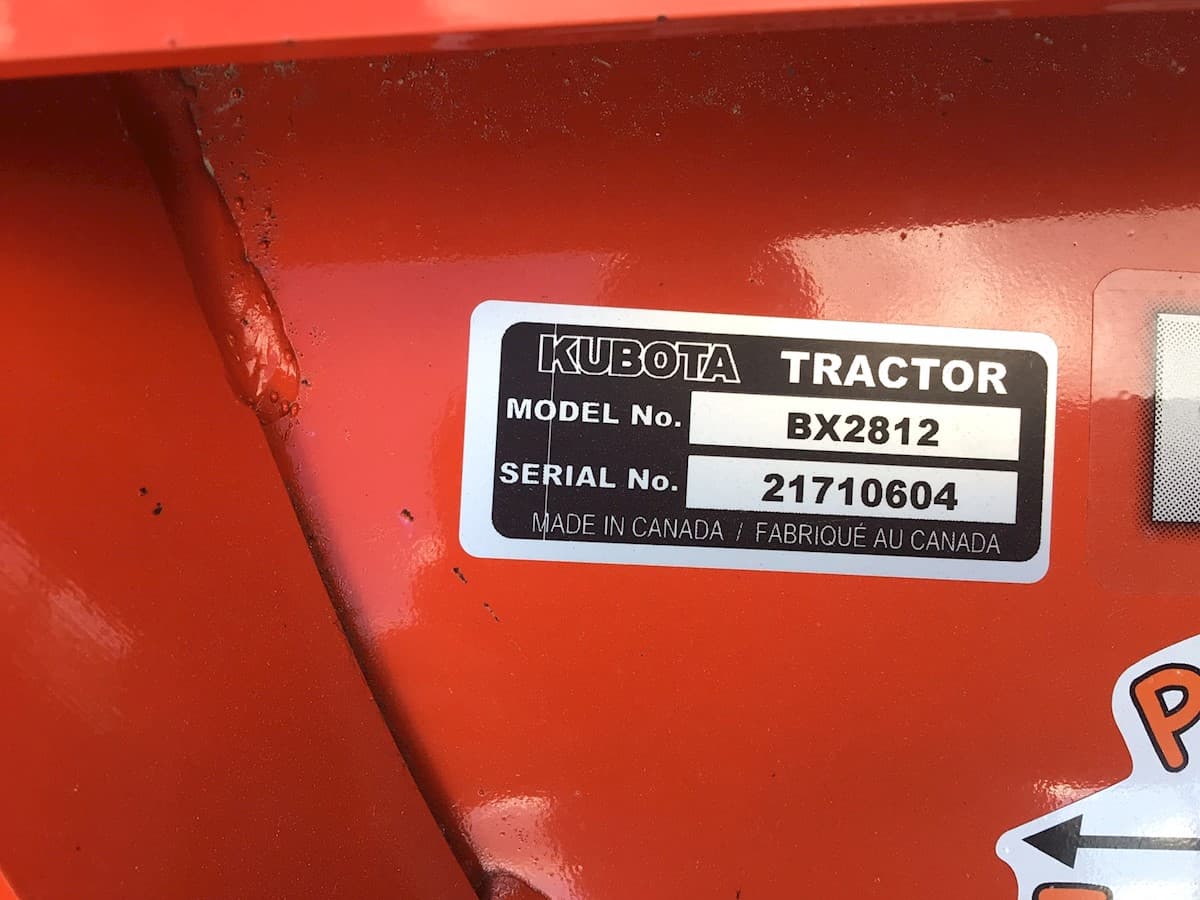 KUBOTA TRACTOR
MODEL No. BX2812
SERIAL No. 21710604
MADE IN CANADA / FABRIQUÉ AU CANADA
P